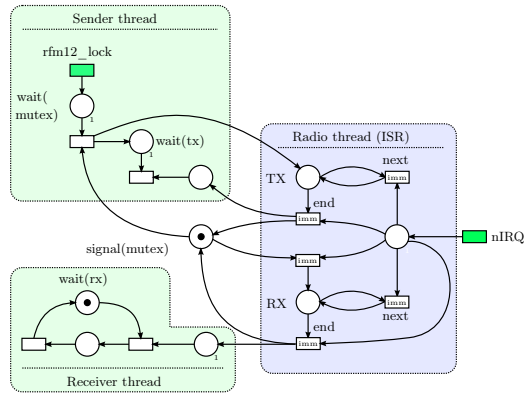 Sender thread
rfm12_lock
wait(
mutex)
1
wait(tx)
1
Radio thread (ISR)
next
TX
imm
end
imm
signal(mutex)
nIRQ
imm
wait(rx)
RX
imm
next
end
imm
1
Receiver thread